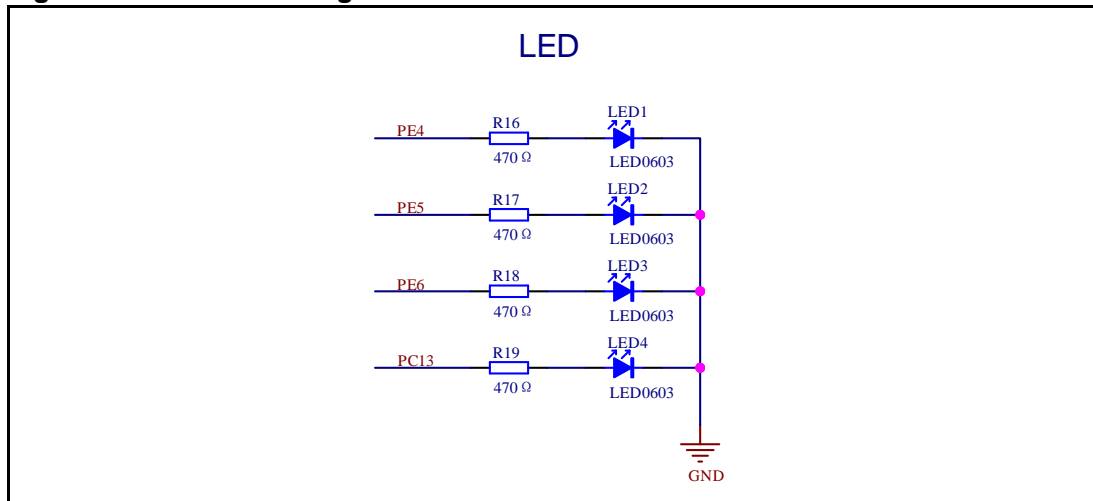 LED
LED1
PE4
R16
470 Ω
LED0603
LED2
PE5
R17
470 Ω
LED0603
LED3
PE6
R18
470 Ω
LED0603
LED4
PC13
R19
470 Ω
LED0603
GND